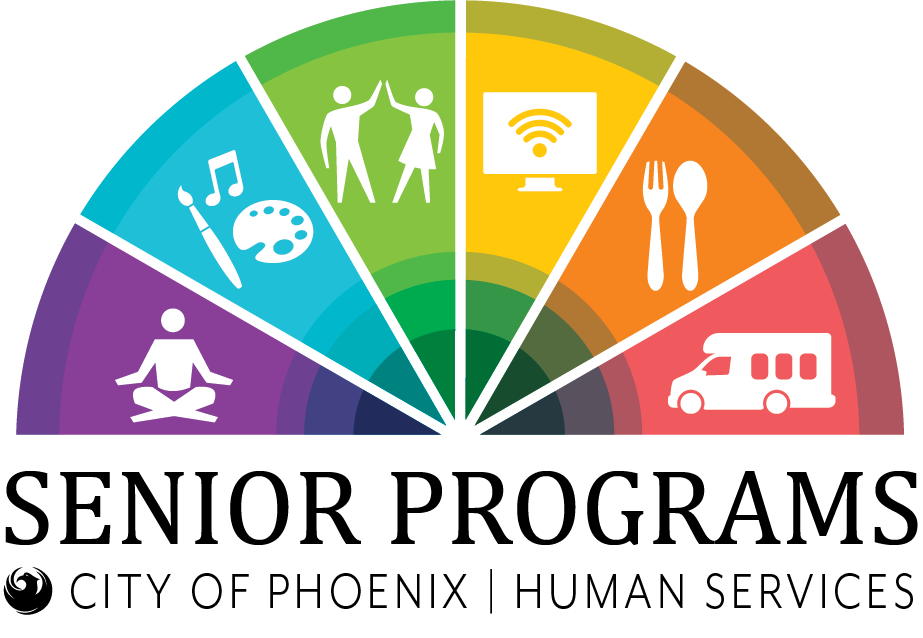 SENIOR PROGRAMS
CITY OF PHOENIX | HUMAN SERVICES